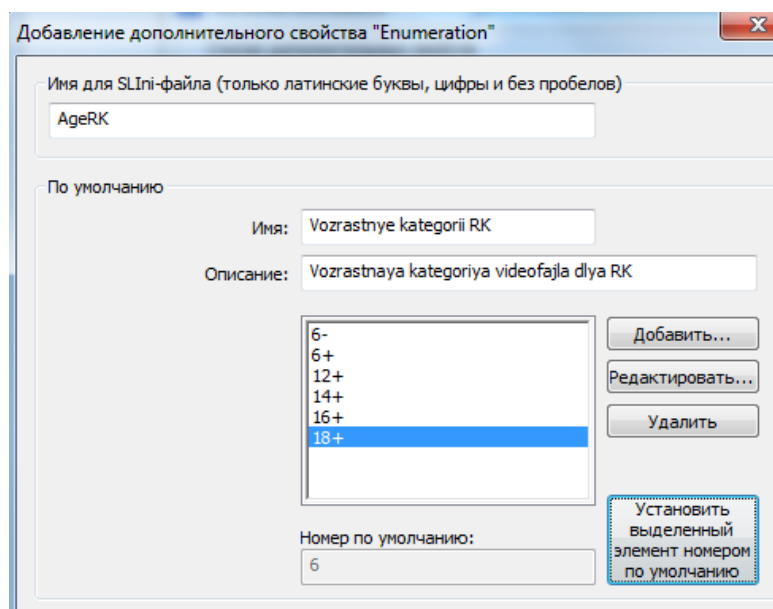 Добавление дополнительного свойства "Enumeration"
Имя для SLIni-файла (только латинские буквы, цифры и без пробелов)
AgeRK
По умолчанию
Имя: Vozrastnye kategorii RK
Описание: Vozrastnaya kategoriya videofajla dlya RK
6-
6+
12+
14+
16+
18+
Добавить...
Редактировать...
Удалить
Установить
выделенный
элемент номером
по умолчанию
Номер по умолчанию:
6